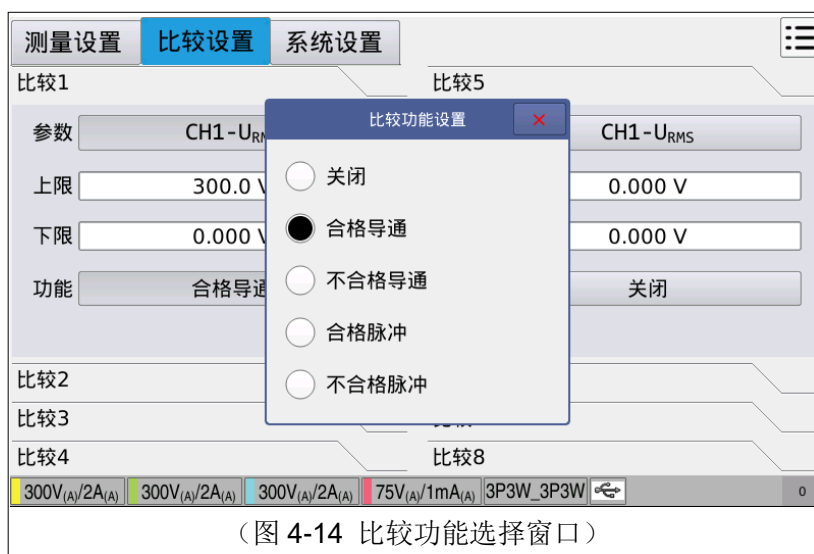 测量设置 比较设置 系统设置
比较1 比较5
比较功能设置
参数 CH1-U CH1-URMS
上限 300.0 0.000 V
下限 0.000 0.000 V
功能 合格导通 关闭
关闭
合格导通
不合格导通
合格脉冲
不合格脉冲
比较2
比较3
比较4 比较8
300V(A)/2A(A) 300V(A)/2A(A) 300V(A)/2A(A) 75V(A)/1mA(A) 3P3W_3P3W 0
（图 4-14 比较功能选择窗口）